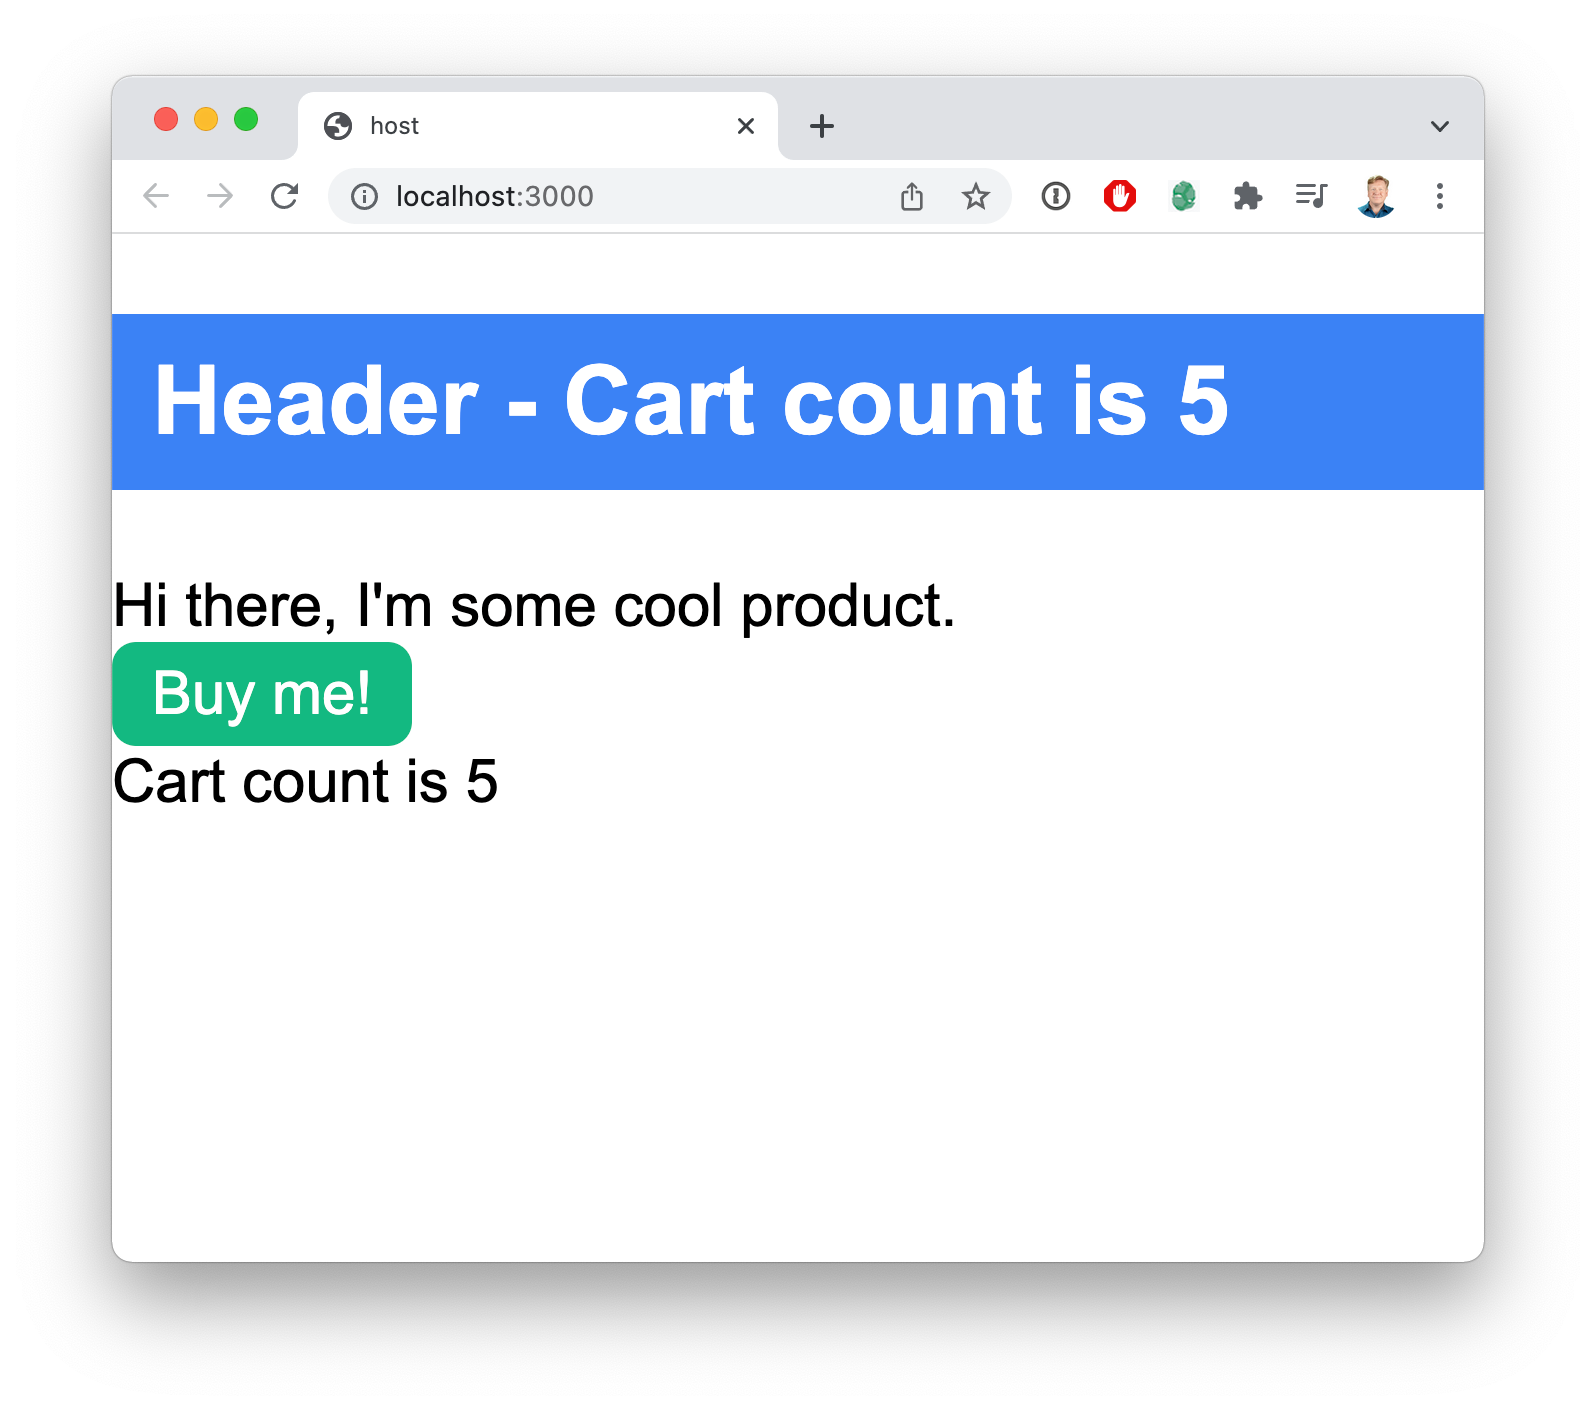 host
localhost:3000
Header - Cart count is 5
Hi there, I'm some cool product.
Buy me!
Cart count is 5